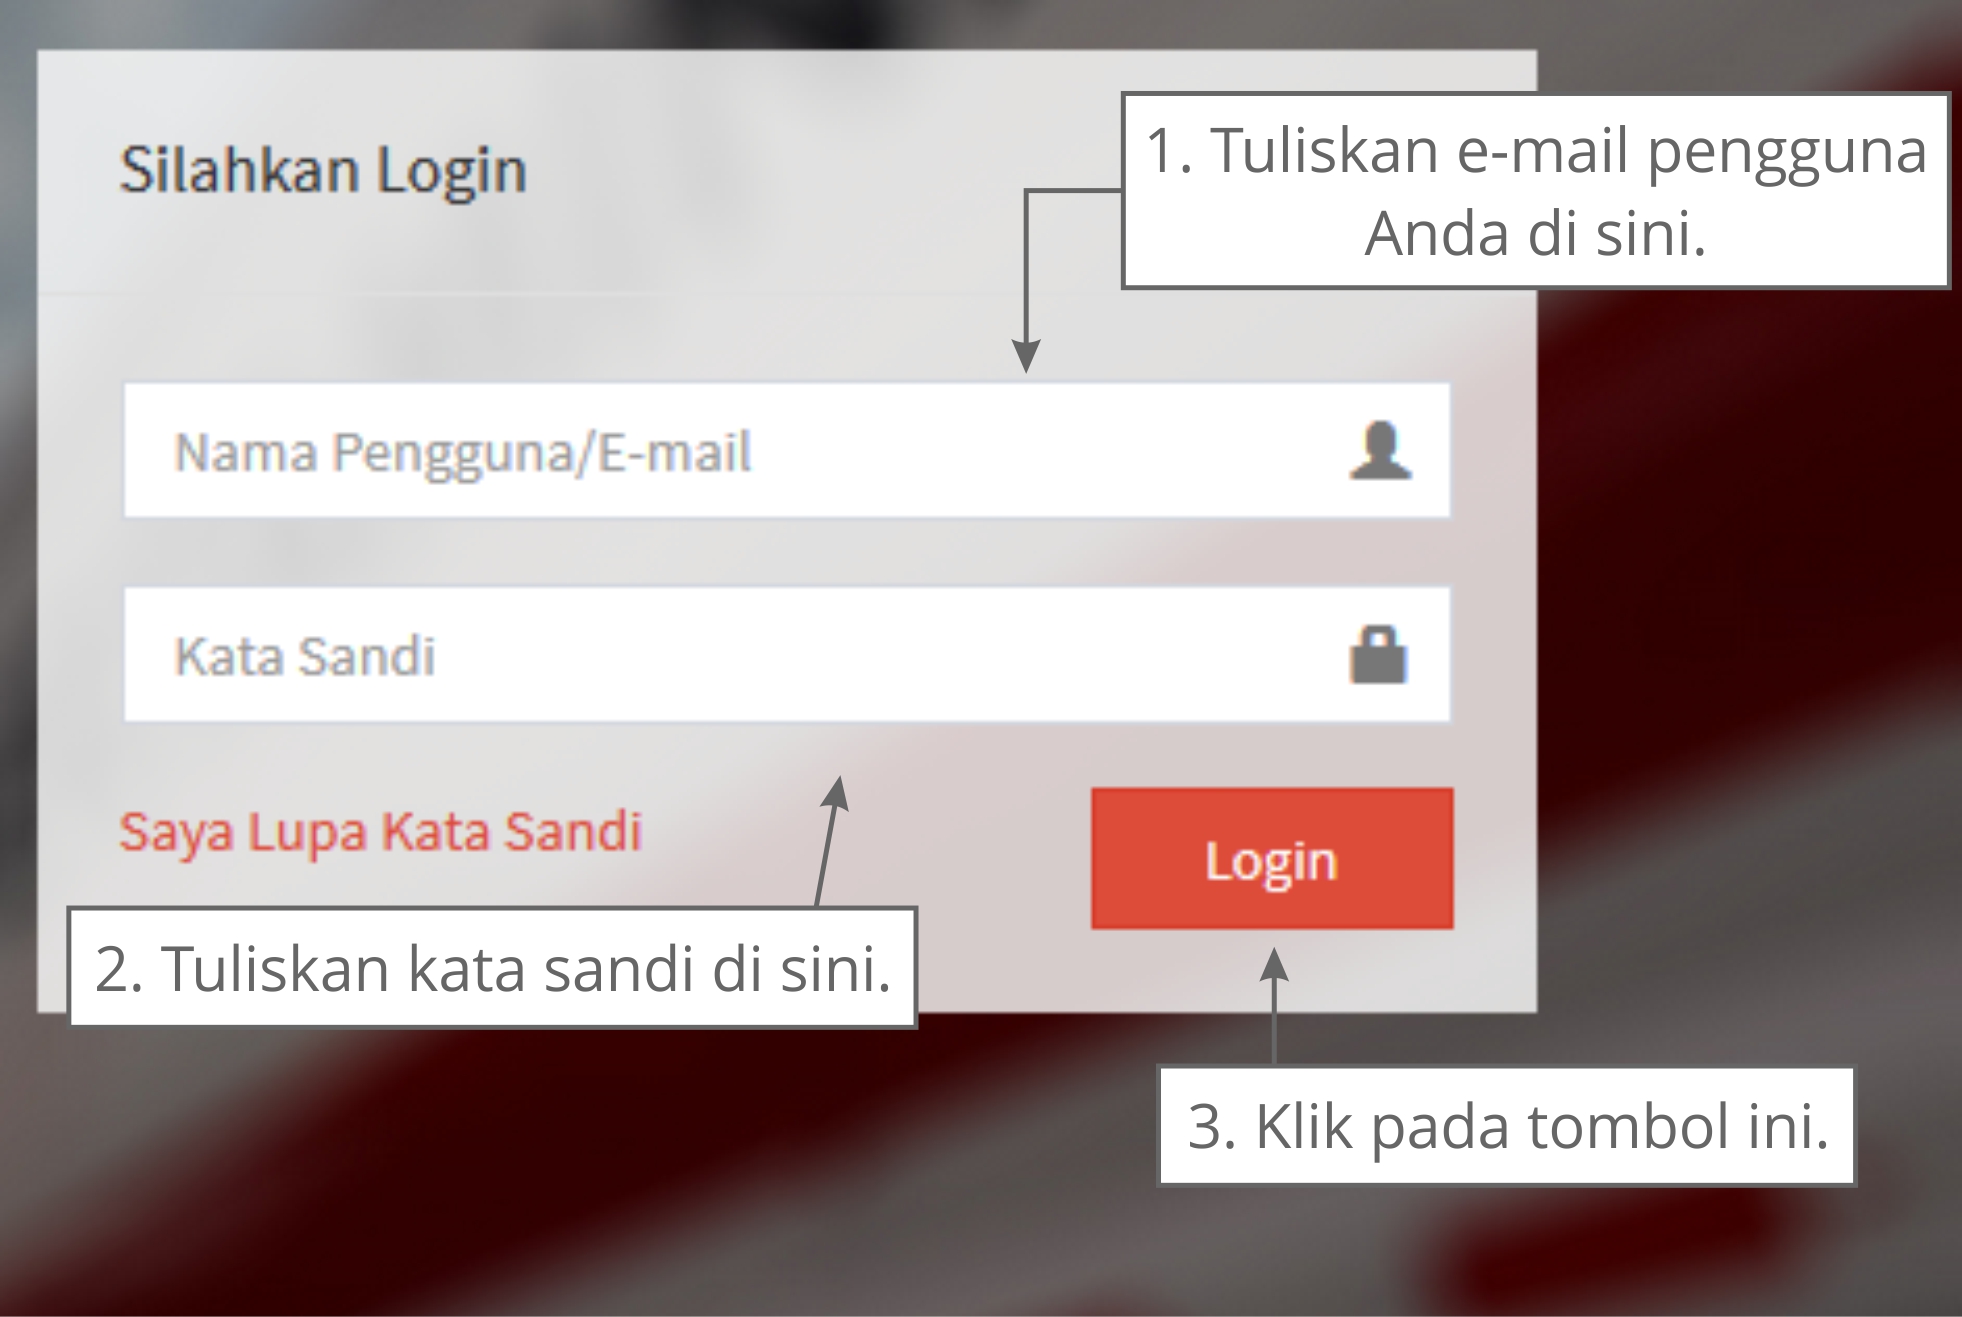 Silahkan Login
1. Tuliskan e-mail pengguna
Anda di sini.
Nama Pengguna/E-mail
Kata Sandi
Saya Lupa Kata Sandi
Login
2. Tuliskan kata sandi di sini.
3. Klik pada tombol ini.